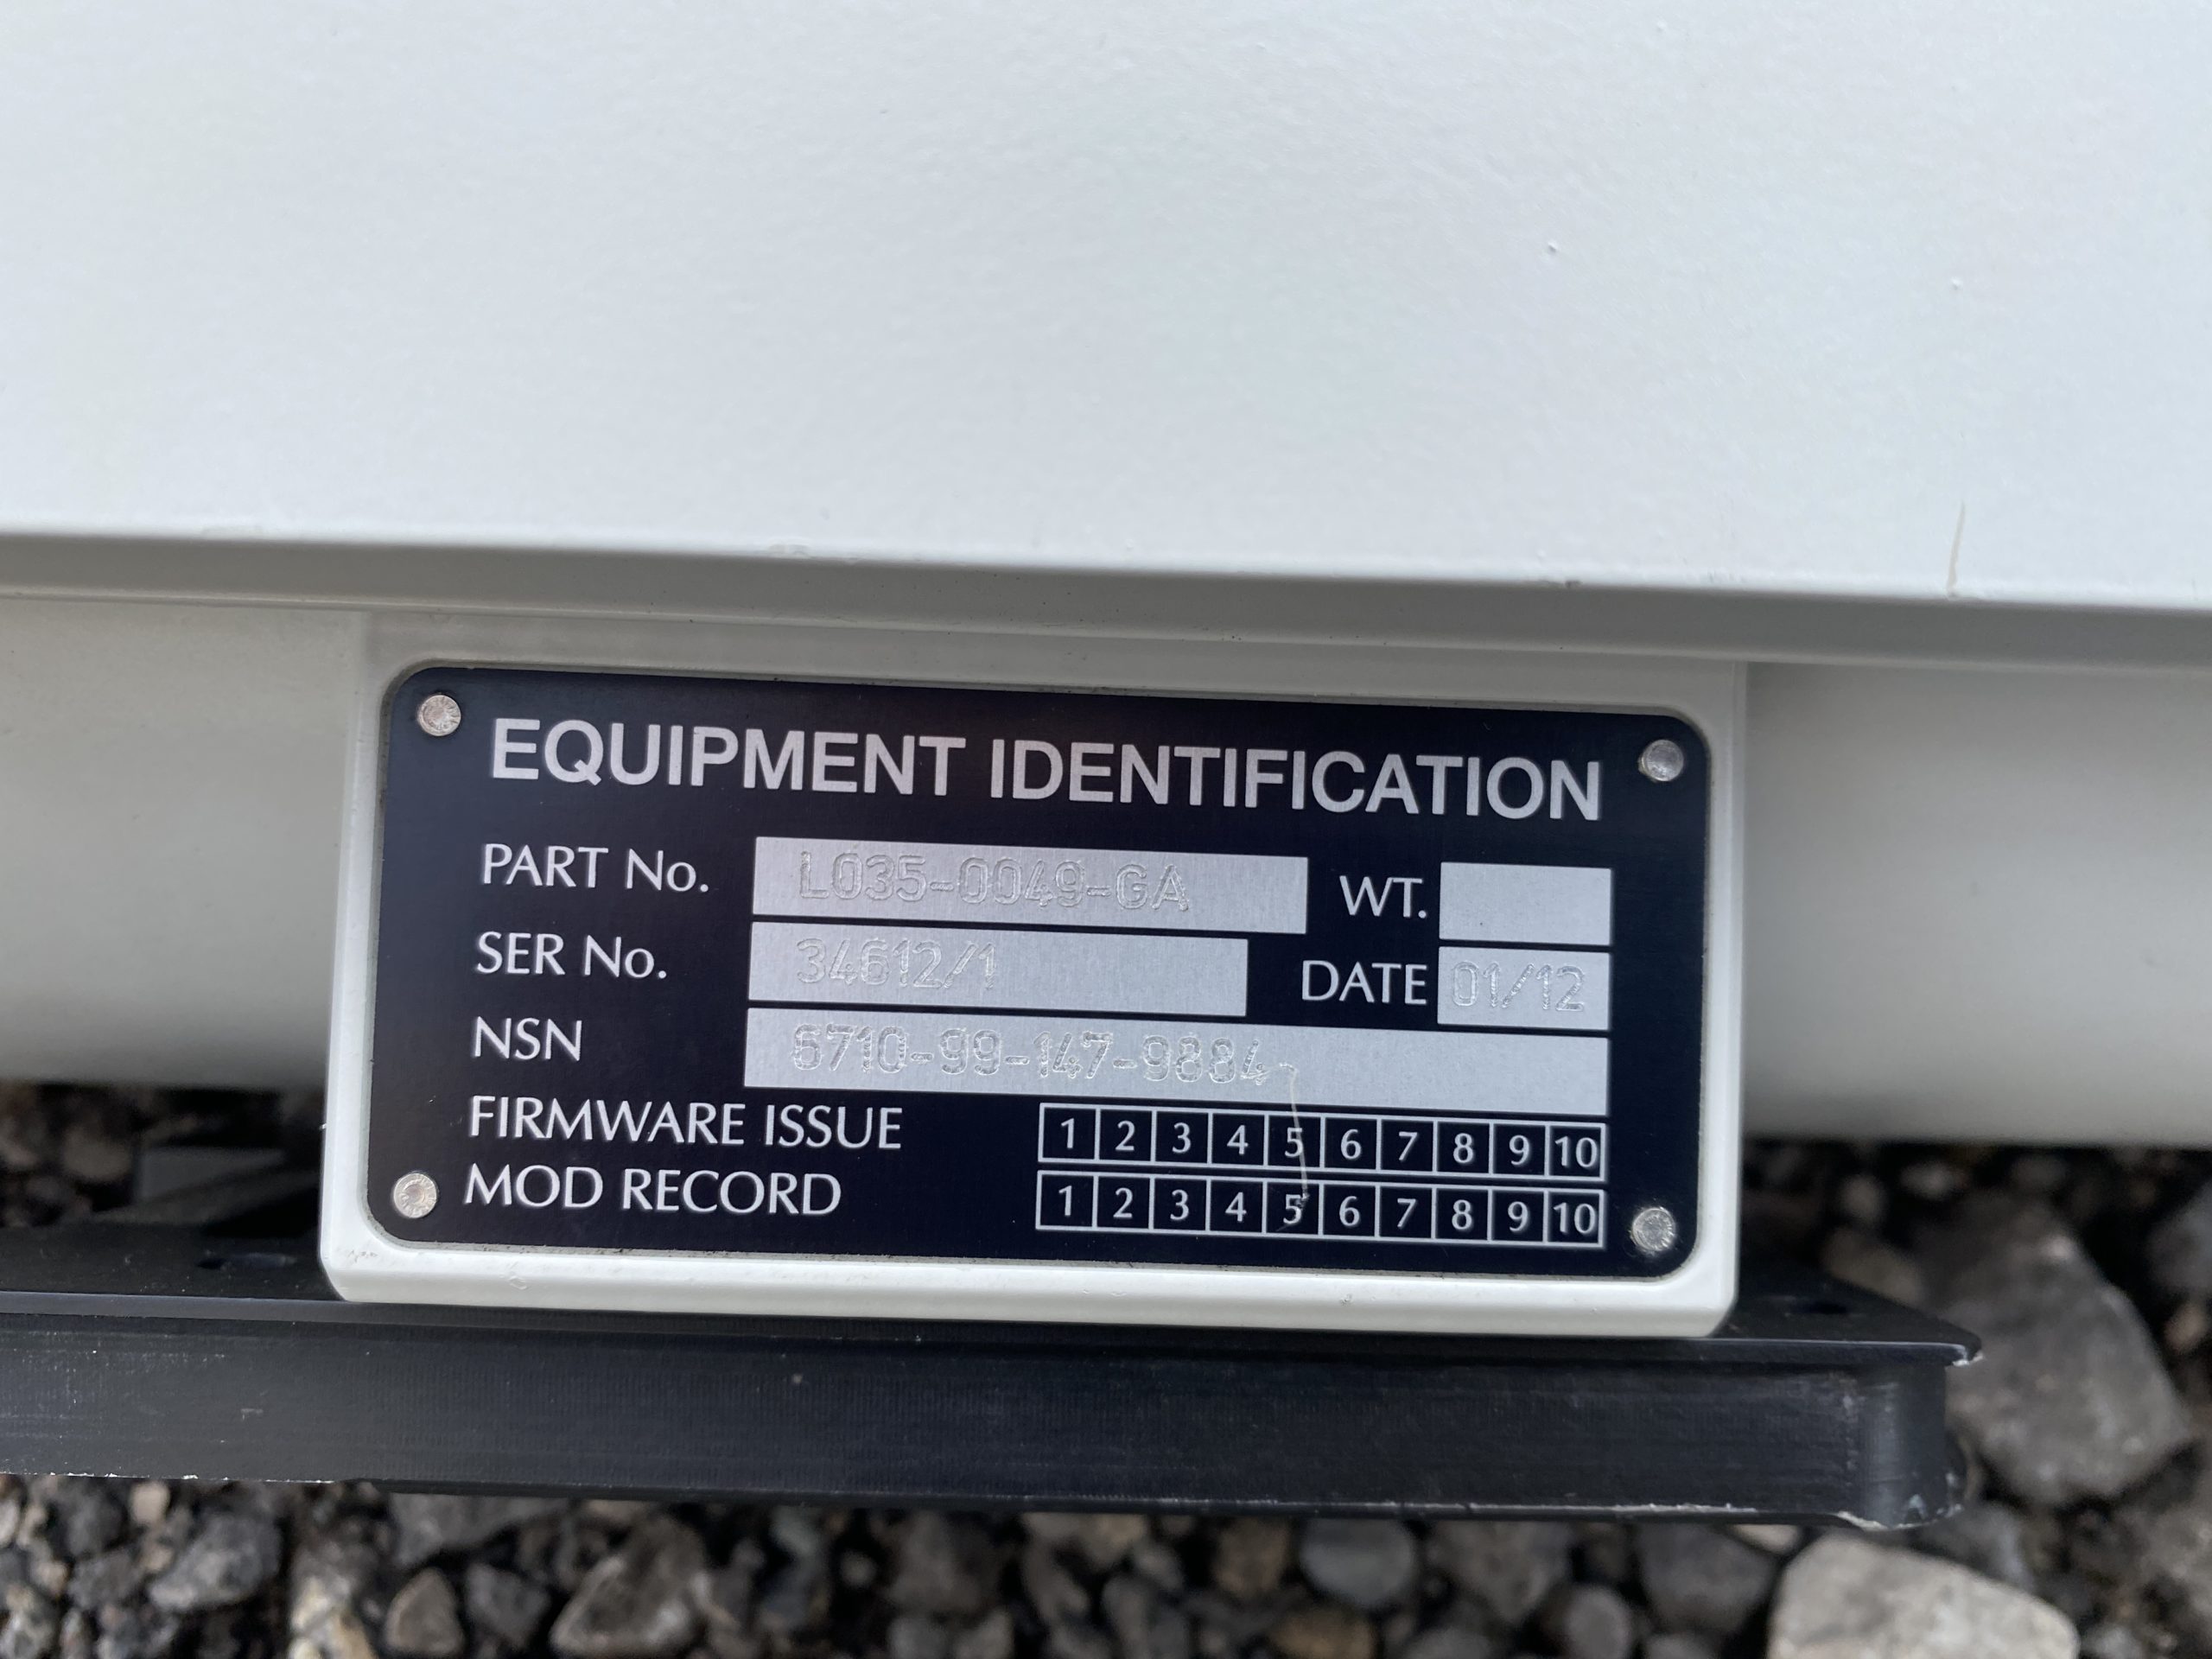 EQUIPMENT IDENTIFICATION
PART No. L035-0049-GA WT.
SER No. 34612/1 DATE 01/12
NSN 6710-99-147-9884
FIRMWARE ISSUE 1 2 3 4 5 6 7 8 9 10
MOD RECORD 1 2 3 4 5 6 7 8 9 10